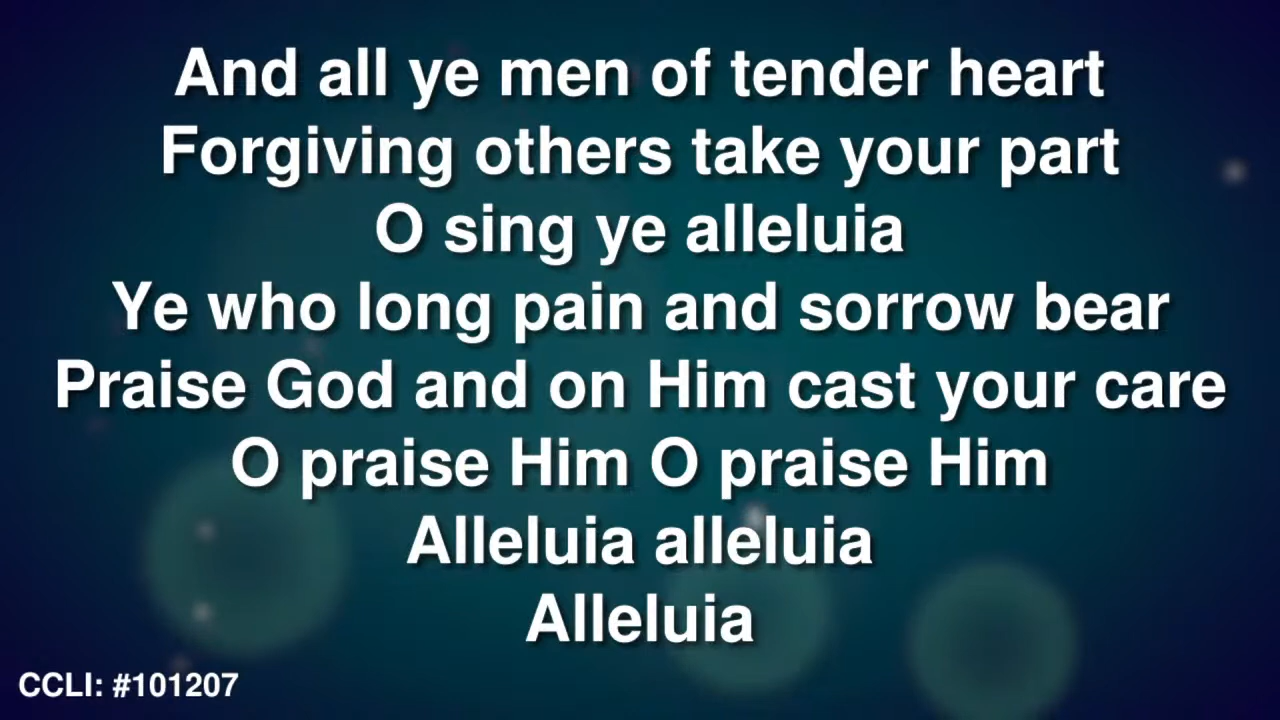 And all ye men of tender heart
Forgiving others take your part
O sing ye alleluia
Ye who long pain and sorrow bear
Praise God and on Him cast your care
O praise Him O praise Him
Alleluia alleluia
Alleluia
CCLI: #101207